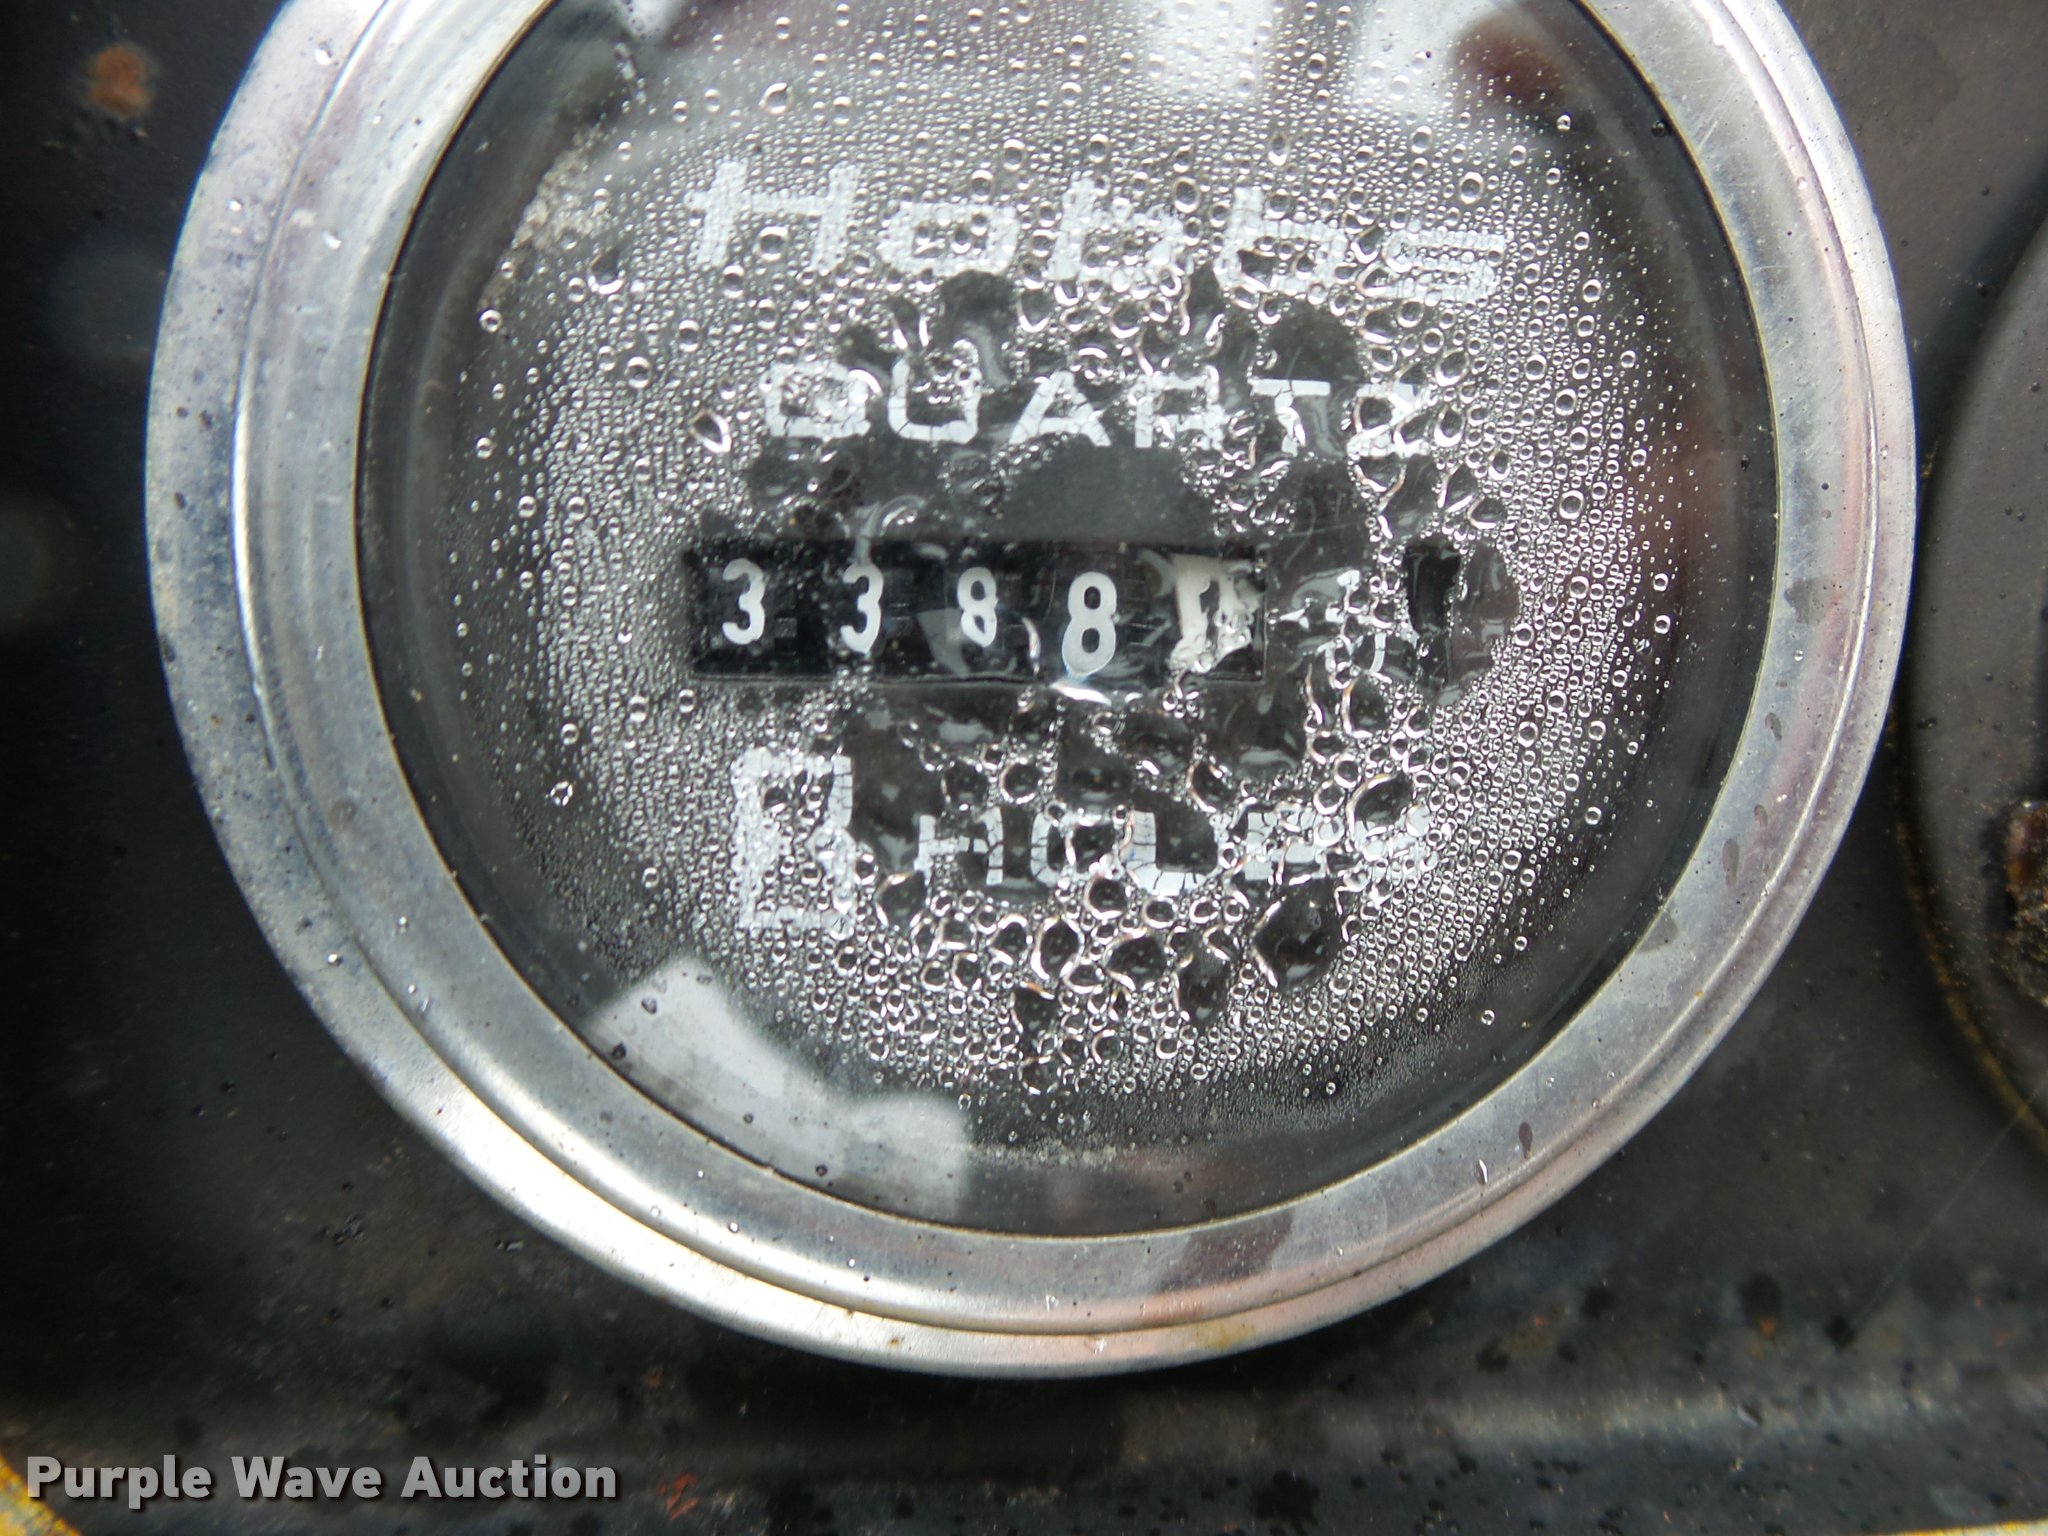 Hobbs
QUARTZ
3388
HOURS
Purple Wave Auction